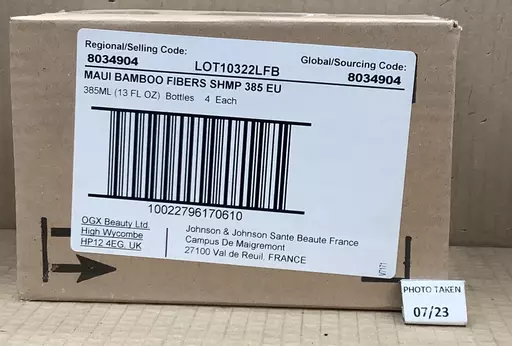 Regional/Selling Code:
8034904
LOT10322LFB
Global/Sourcing Code:
8034904
MAUI BAMBOO FIBERS SHMP 385 EU
385ML (13 FL OZ) Bottles 4 Each
10022796170610
OGX Beauty Ltd
High Wycombe
HP12 4EG. UK
Johnson & Johnson Sante Beaute France
Campus De Maigremont
27100 Val de Reuil. FRANCE
PHOTO TAKEN
07/23